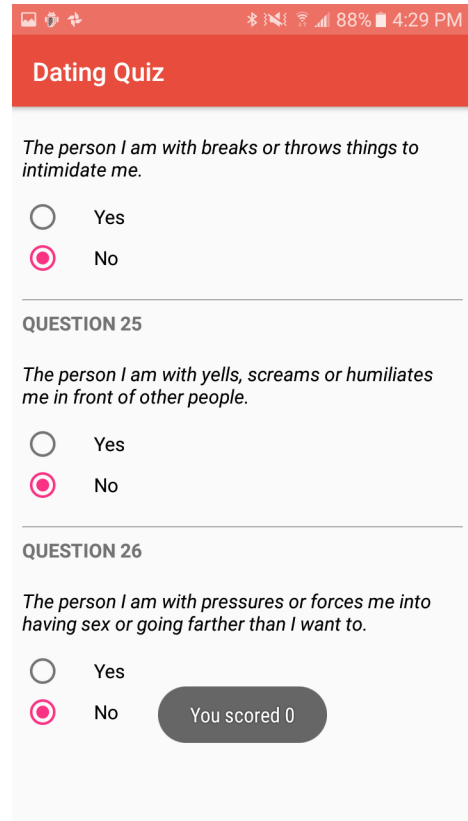 88% 4:29 PM
Dating Quiz
The person I am with breaks or throws things to
intimidate me.
Yes
No
QUESTION 25
The person I am with yells, screams or humiliates
me in front of other people.
Yes
No
QUESTION 26
The person I am with pressures or forces me into
having sex or going farther than I want to.
Yes
No
You scored 0